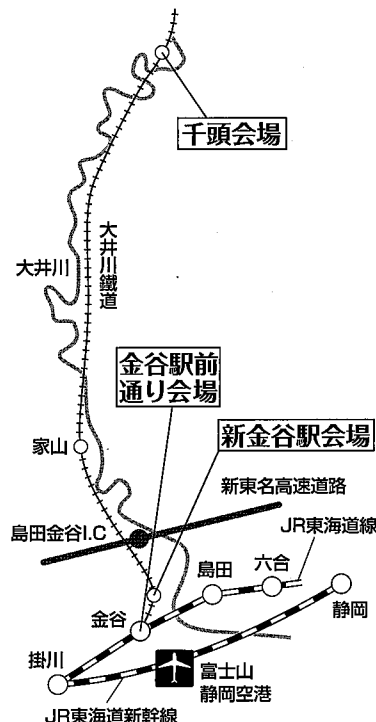 千頭会場
大井川
大井川鐵道
金谷駅前
通り会場
家山
新金谷駅会場
新東名高速道路
島田金谷I.C
JR東海道線
六合
島田
静岡
金谷
掛川
富士山
静岡空港
JR東海道新幹線